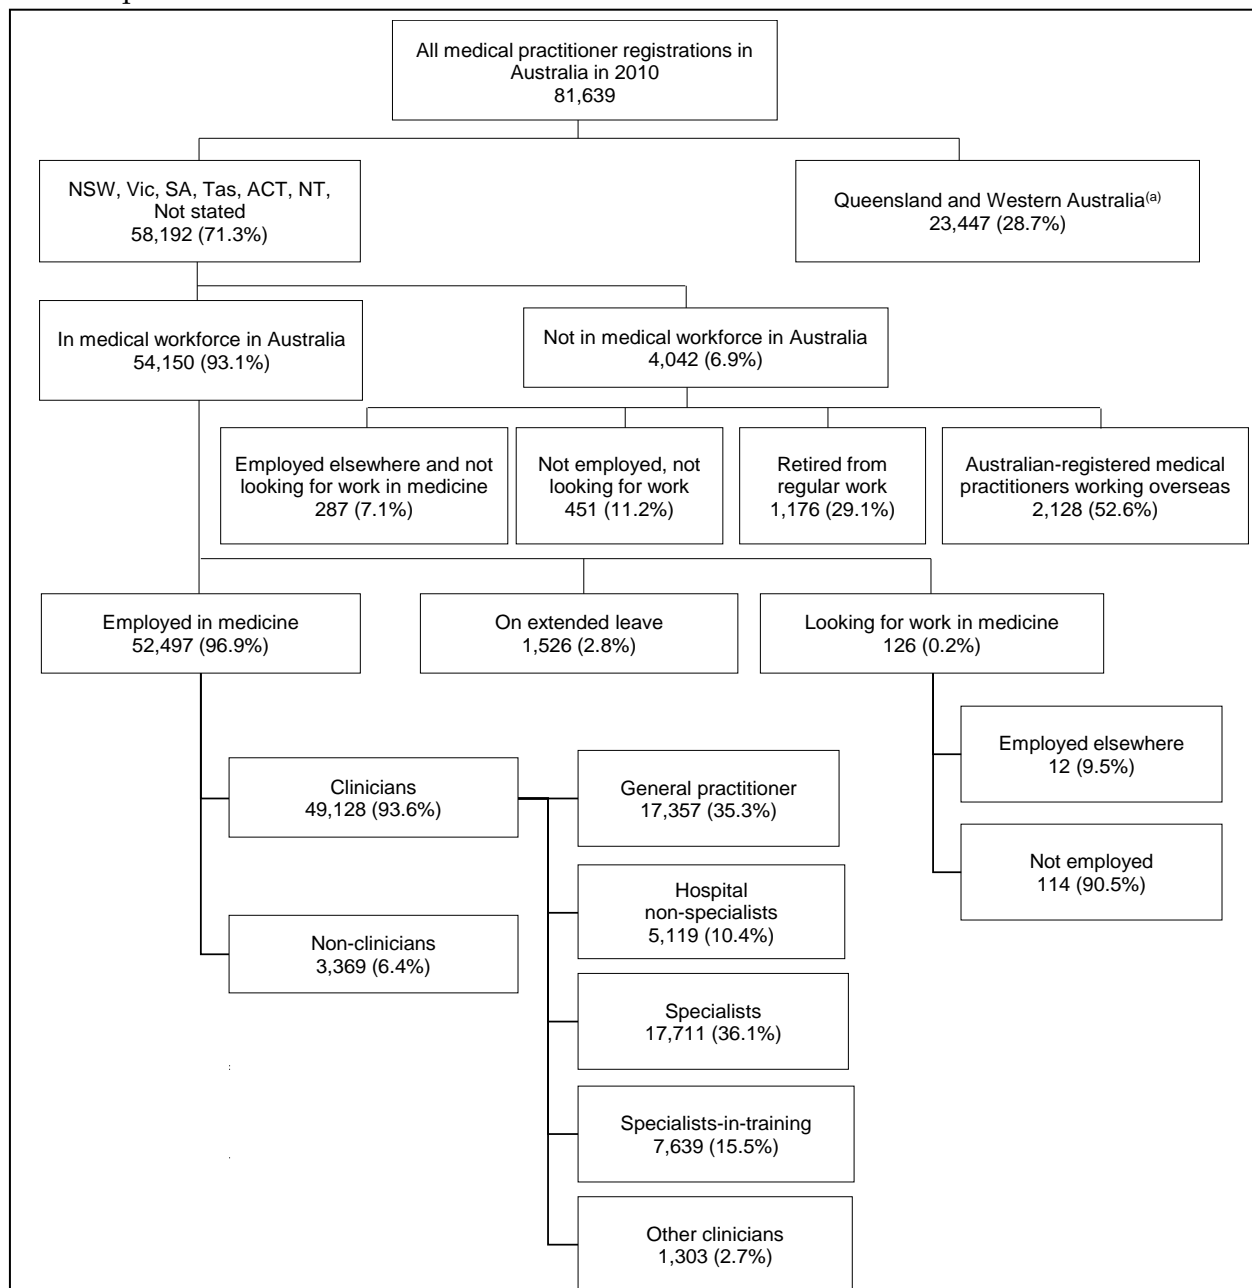 All medical practitioner registrations in
Australia in 2010
81,639
NSW, Vic, SA, Tas, ACT, NT,
Not stated
58,192 (71.3%)
Queensland and Western Australia(a)
23,447 (28.7%)
In medical workforce in Australia
54,150 (93.1%)
Not in medical workforce in Australia
4,042 (6.9%)
Employed elsewhere and not
looking for work in medicine
287 (7.1%)
Not employed, not
looking for work
451 (11.2%)
Retired from
regular work
1,176 (29.1%)
Australian-registered medical
practitioners working overseas
2,128 (52.6%)
Employed in medicine
52,497 (96.9%)
On extended leave
1,526 (2.8%)
Looking for work in medicine
126 (0.2%)
Employed elsewhere
12 (9.5%)
Not employed
114 (90.5%)
Clinicians
49,128 (93.6%)
Non-clinicians
3,369 (6.4%)
General practitioner
17,357 (35.3%)
Hospital
non-specialists
5,119 (10.4%)
Specialists
17,711 (36.1%)
Specialists-in-training
7,639 (15.5%)
Other clinicians
1,303 (2.7%)